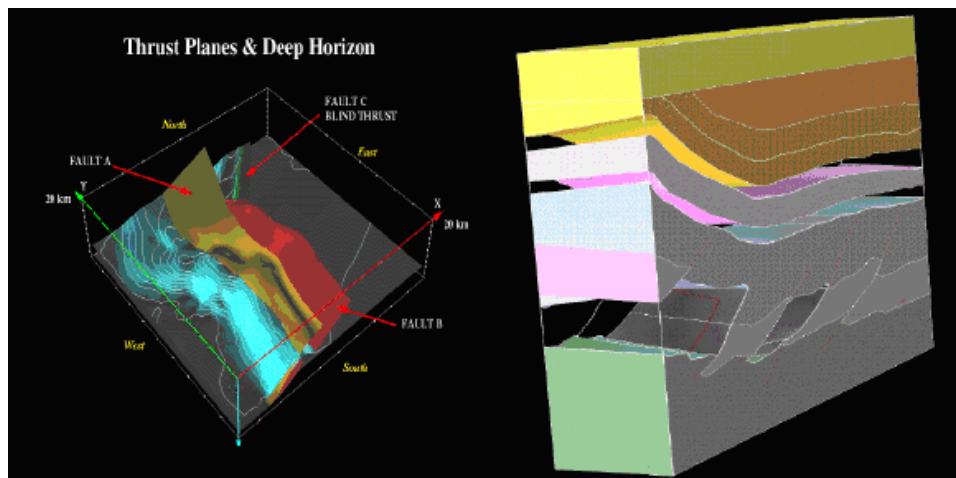 Thrust Planes & Deep Horizon
FAULT C
BLIND THRUST
North
East
FAULT A
Y
20 km
X
20 km
FAULT B
West
South